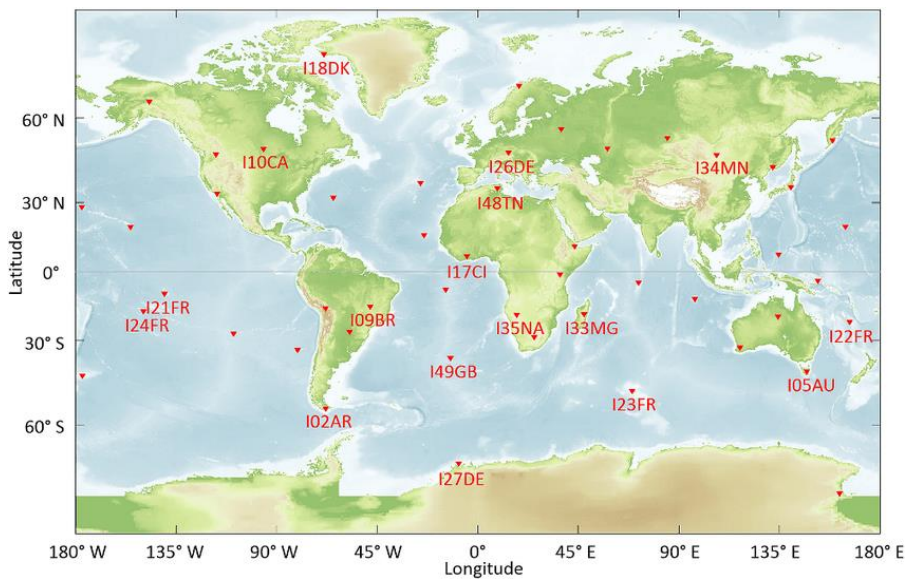 I18DK
60° N
I10CA
I26DE
I34MN
I48TN
30° N
I17CI
0°
Latitude
I21FR
I24FR
I09BR
I35NA
I33MG
I22FR
30° S
I49GB
I05AU
I23FR
I02AR
60° S
I27DE
180° W
135° W
90° W
45° W
0°
45° E
90° E
135° E
180° E
Longitude